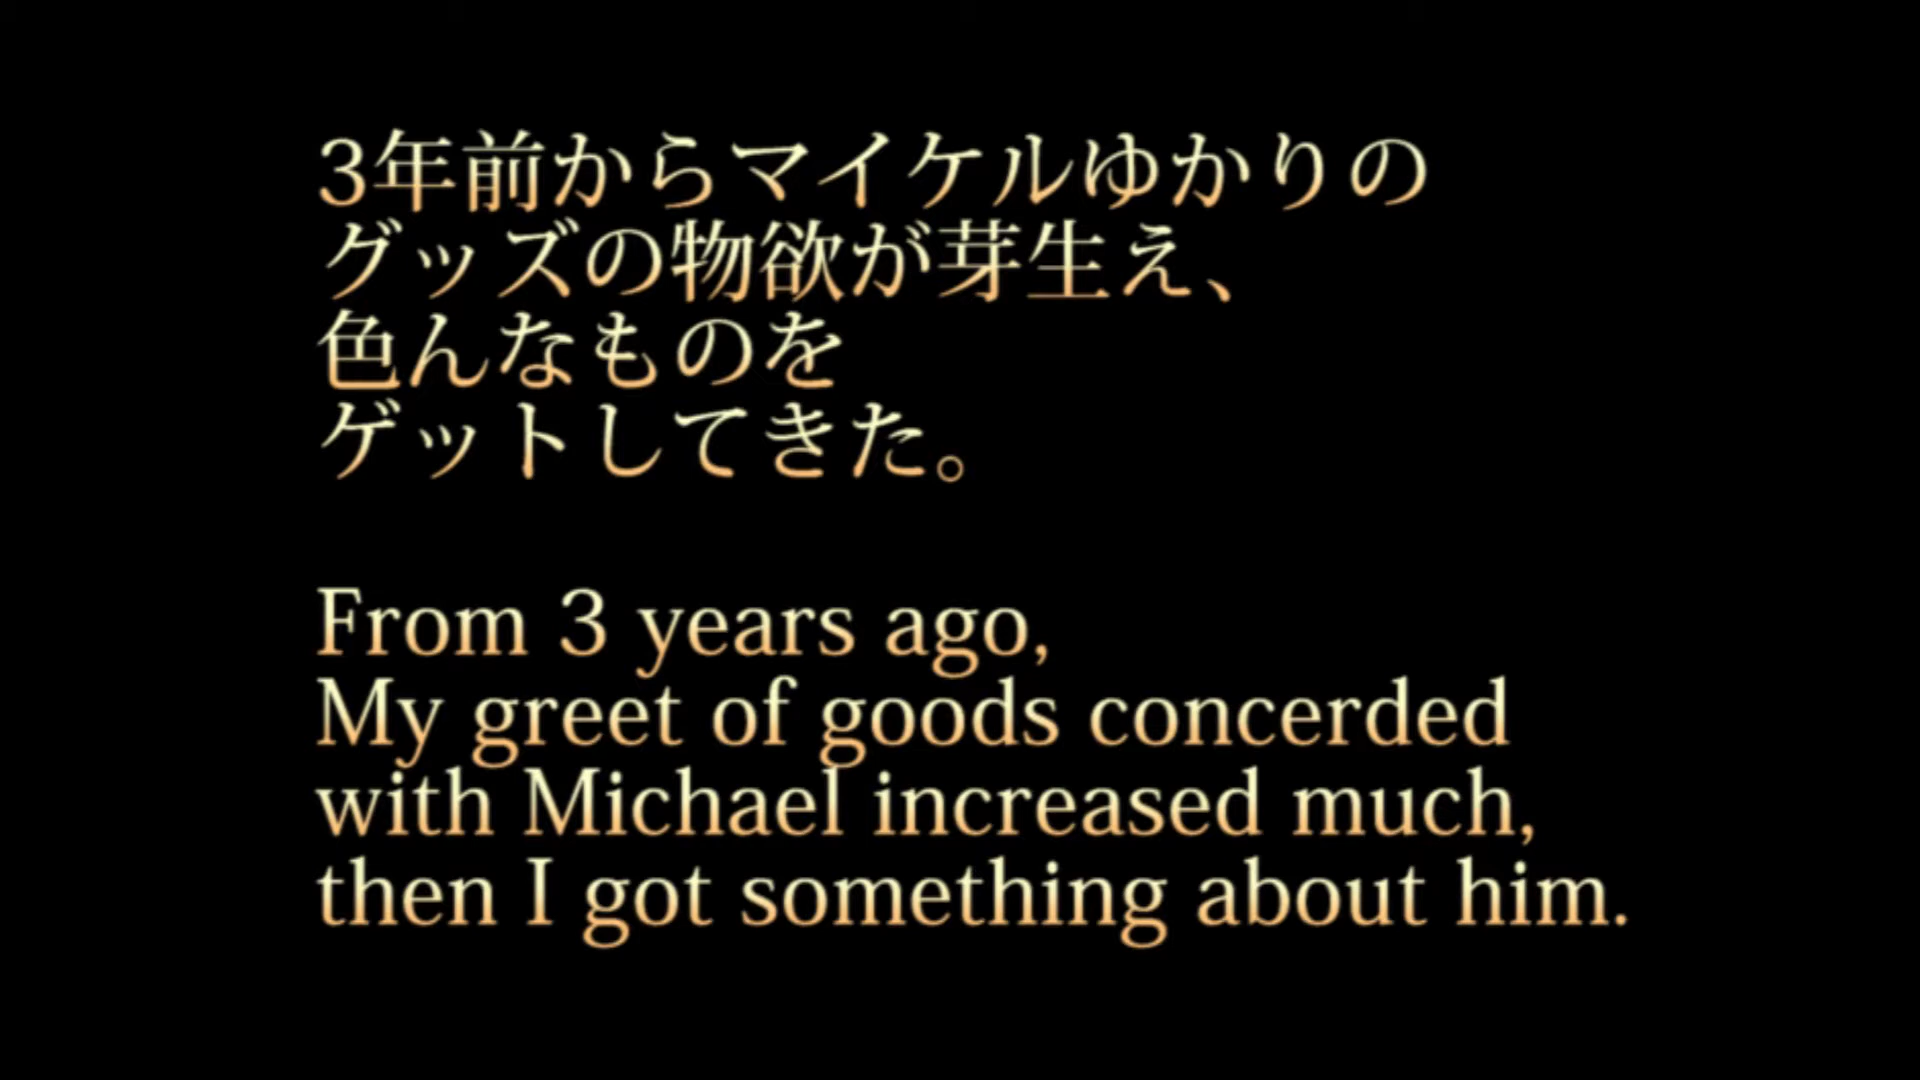 3年前からマイケルゆかりの
グッズの物欲が芽生え、
色んなものを
ゲットしてきた。
From 3 years ago,
My greet of goods concerded
with Michael increased much,
then I got something about him.